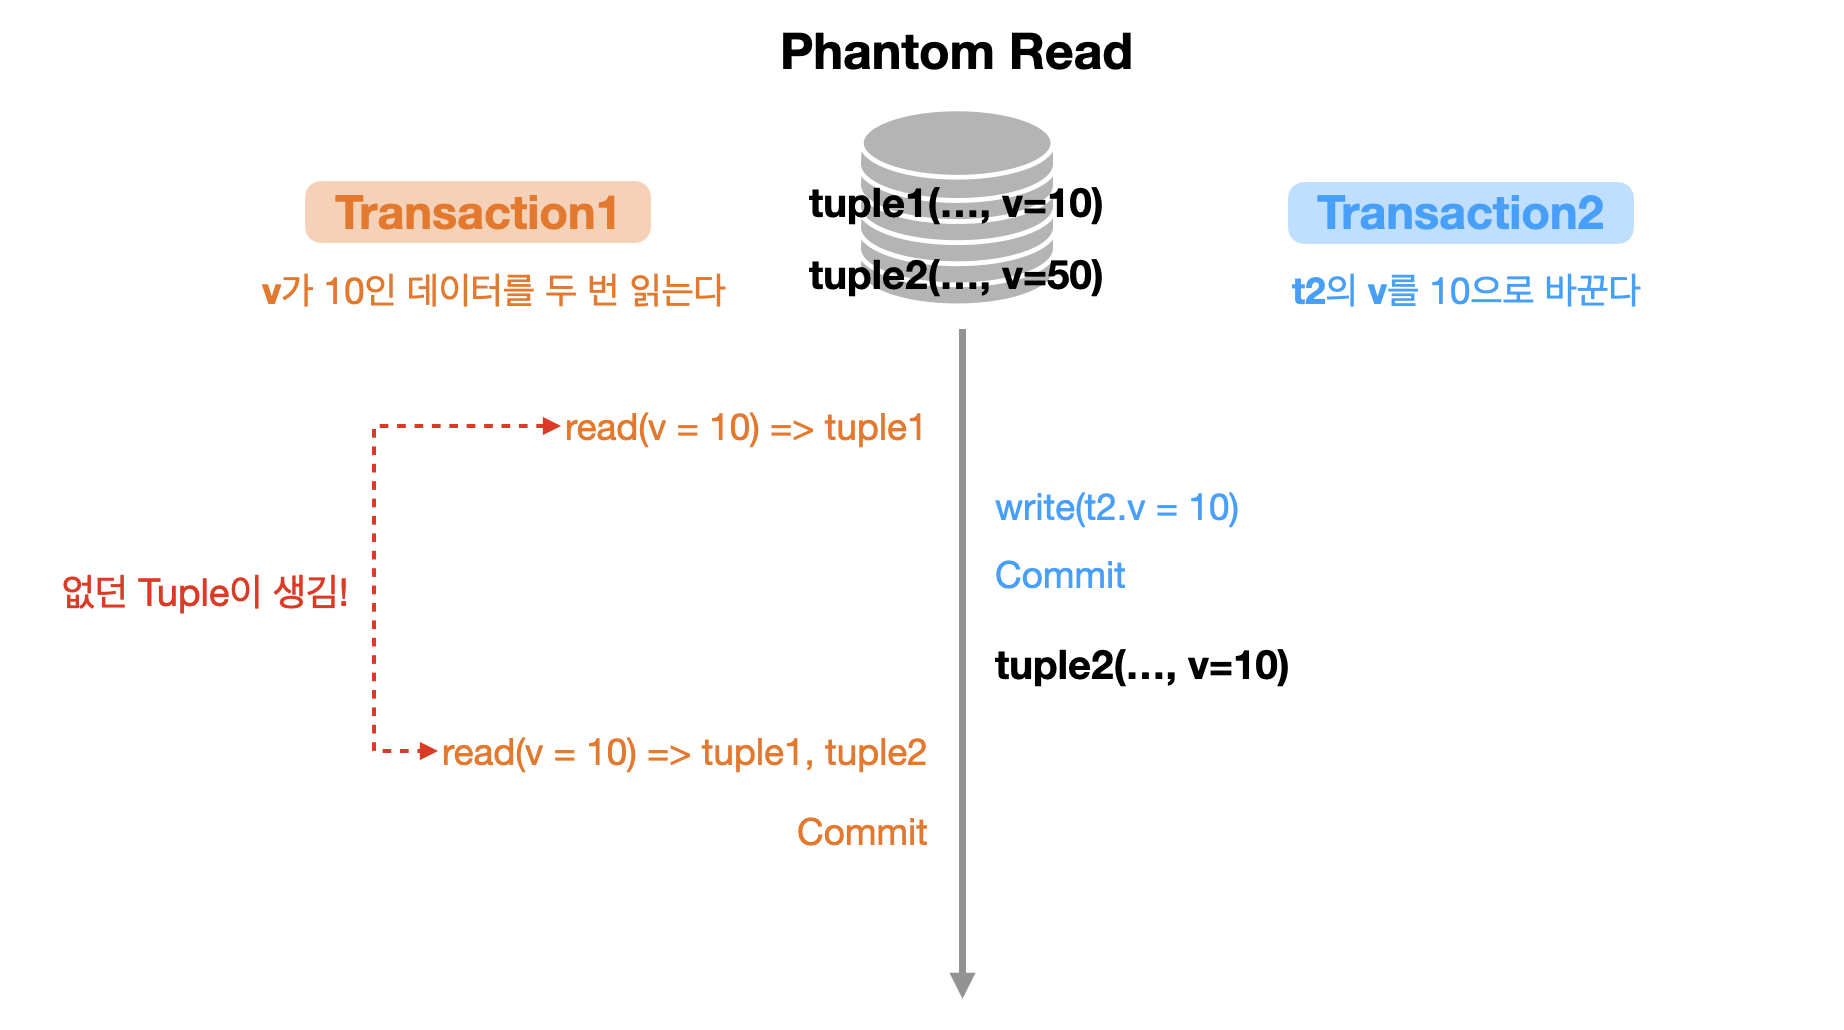 Phantom Read
Transaction1
tuple1(…, v=10)
Transaction2
v가 10인 데이터를 두 번 읽는다
tuple2(…, v=50)
t2의 v를 10으로 바꾼다
read(v = 10) => tuple1
write(t2.v = 10)
Commit
없던 Tuple이 생김!
tuple2(…, v=10)
read(v = 10) => tuple1, tuple2
Commit